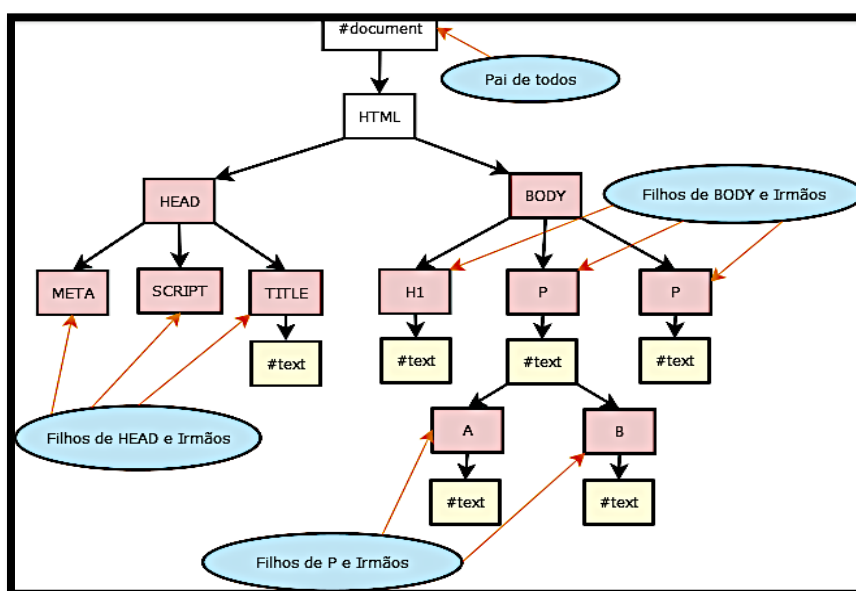 #document
Pai de todos
HTML
HEAD
BODY
Filhos de BODY e Irmãos
META
SCRIPT
TITLE
H1
P
P
#text
#text
#text
#text
Filhos de HEAD e Irmãos
A
B
#text
#text
Filhos de P e Irmãos